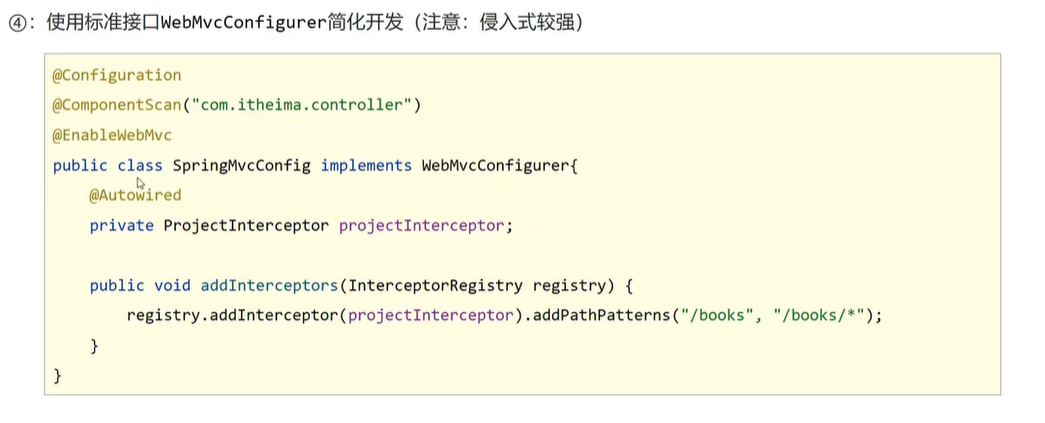 ④：使用标准接口WebMvcConfigurer简化开发（注意：侵入式较强）
@Configuration
@ComponentScan("com.itheima.controller")
@EnableWebMvc
public class SpringMvcConfig implements WebMvcConfigurer{
@Autowired
private ProjectInterceptor projectInterceptor;
public void addInterceptors(InterceptorRegistry registry) {
registry.addInterceptor(projectInterceptor).addPathPatterns("/books", "/books/*");
}
}